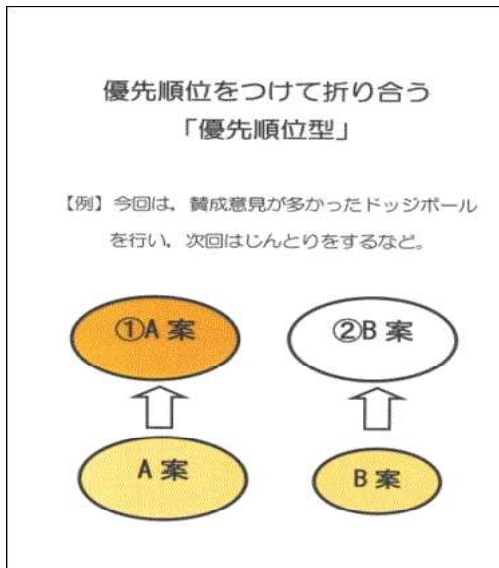 優先順位をつけて折り合う
「優先順位型」
【例】今回は，賛成意見が多かったドッジボール
を行い，次回はじんとりをするなど。
①A 案
②B 案
A 案
B 案